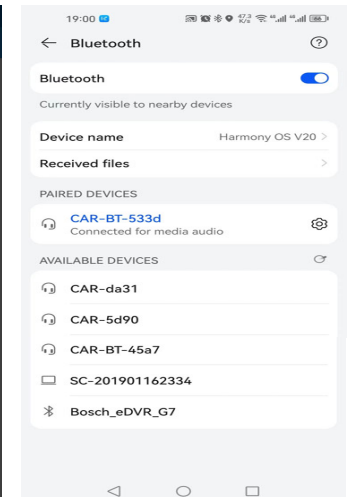 19:00
Bluetooth
Bluetooth
Currently visible to nearby devices
Device name Harmony OS V20
Received files
PAIRED DEVICES
CAR-BT-533d
Connected for media audio
AVAILABLE DEVICES
CAR-da31
CAR-5d90
CAR-BT-45a7
SC-201901162334
Bosch_eDVR_G7